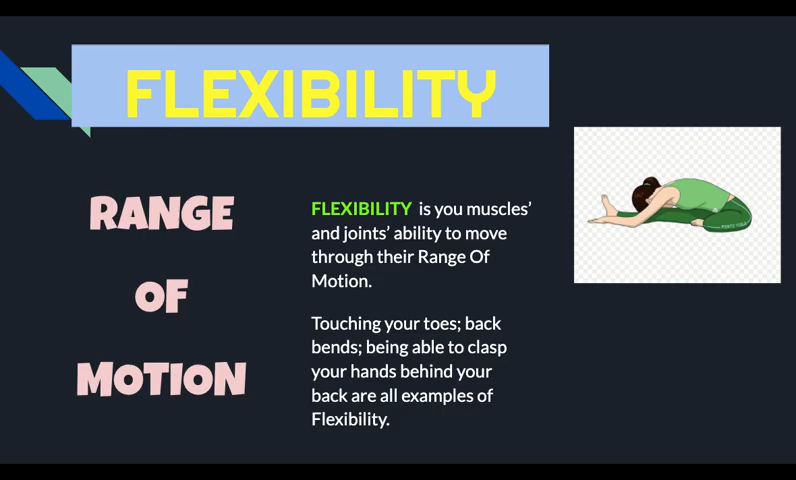 FLEXIBILITY
RANGE
OF
MOTION
FLEXIBILITY is you muscles'
and joints' ability to move
through their Range Of
Motion.
Touching your toes; back
bends; being able to clasp
your hands behind your
back are all examples of
Flexibility.